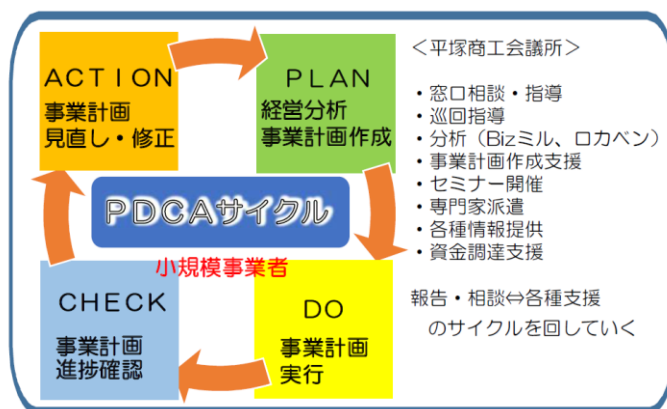 ACTION
事業計画
見直し・修正
PLAN
経営分析
事業計画作成
PDCAサイクル
小規模事業者
CHECK
事業計画
進捗確認
DO
事業計画
実行
＜平塚商工会議所＞
・窓口相談・指導
・巡回指導
・分析（Bizミル、ロカベン）
・事業計画作成支援
・セミナー開催
・専門家派遣
・各種情報提供
・資金調達支援
報告・相談⇔各種支援
のサイクルを回していく